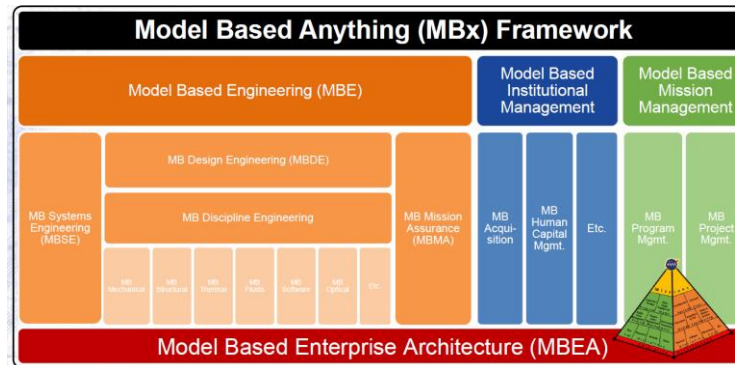 Model Based Anything (MBx) Framework
Model Based Engineering (MBE)
Model Based
Institutional
Management
Model Based
Mission
Management
MB Systems
Engineering
(MBSE)
MB Design Engineering (MBDE)
MB Discipline Engineering
MB
Mechanical
MB
Structural
MB
Thermal
MB
Fluids
MB
Software
MB
Optical
Etc.
MB Mission
Assurance
(MBMA)
MB
Acqui-
sition
MB
Human
Capital
Mgmt.
Etc.
MB
Program
Mgmt.
MB
Project
Mgmt.
Model Based Enterprise Architecture (MBEA)